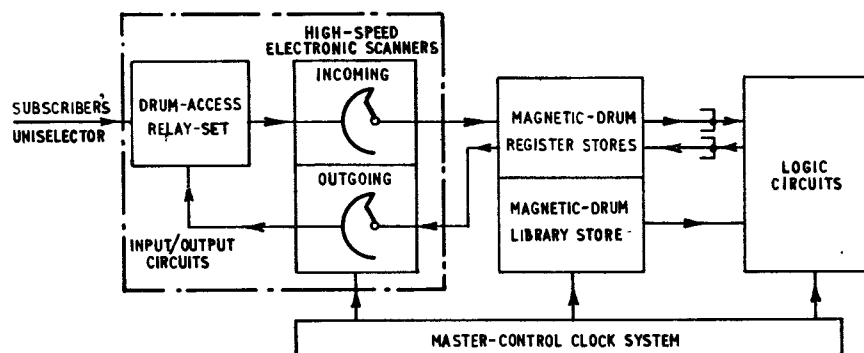 HIGH-SPEED
ELECTRONIC SCANNERS
SUBSCRIBER'S
UNISELECTOR
DRUM-ACCESS
RELAY-SET
INCOMING
OUTGOING
INPUT/OUTPUT
CIRCUITS
MAGNETIC-DRUM
REGISTER STORES
MAGNETIC-DRUM
LIBRARY STORE
LOGIC
CIRCUITS
MASTER-CONTROL CLOCK SYSTEM